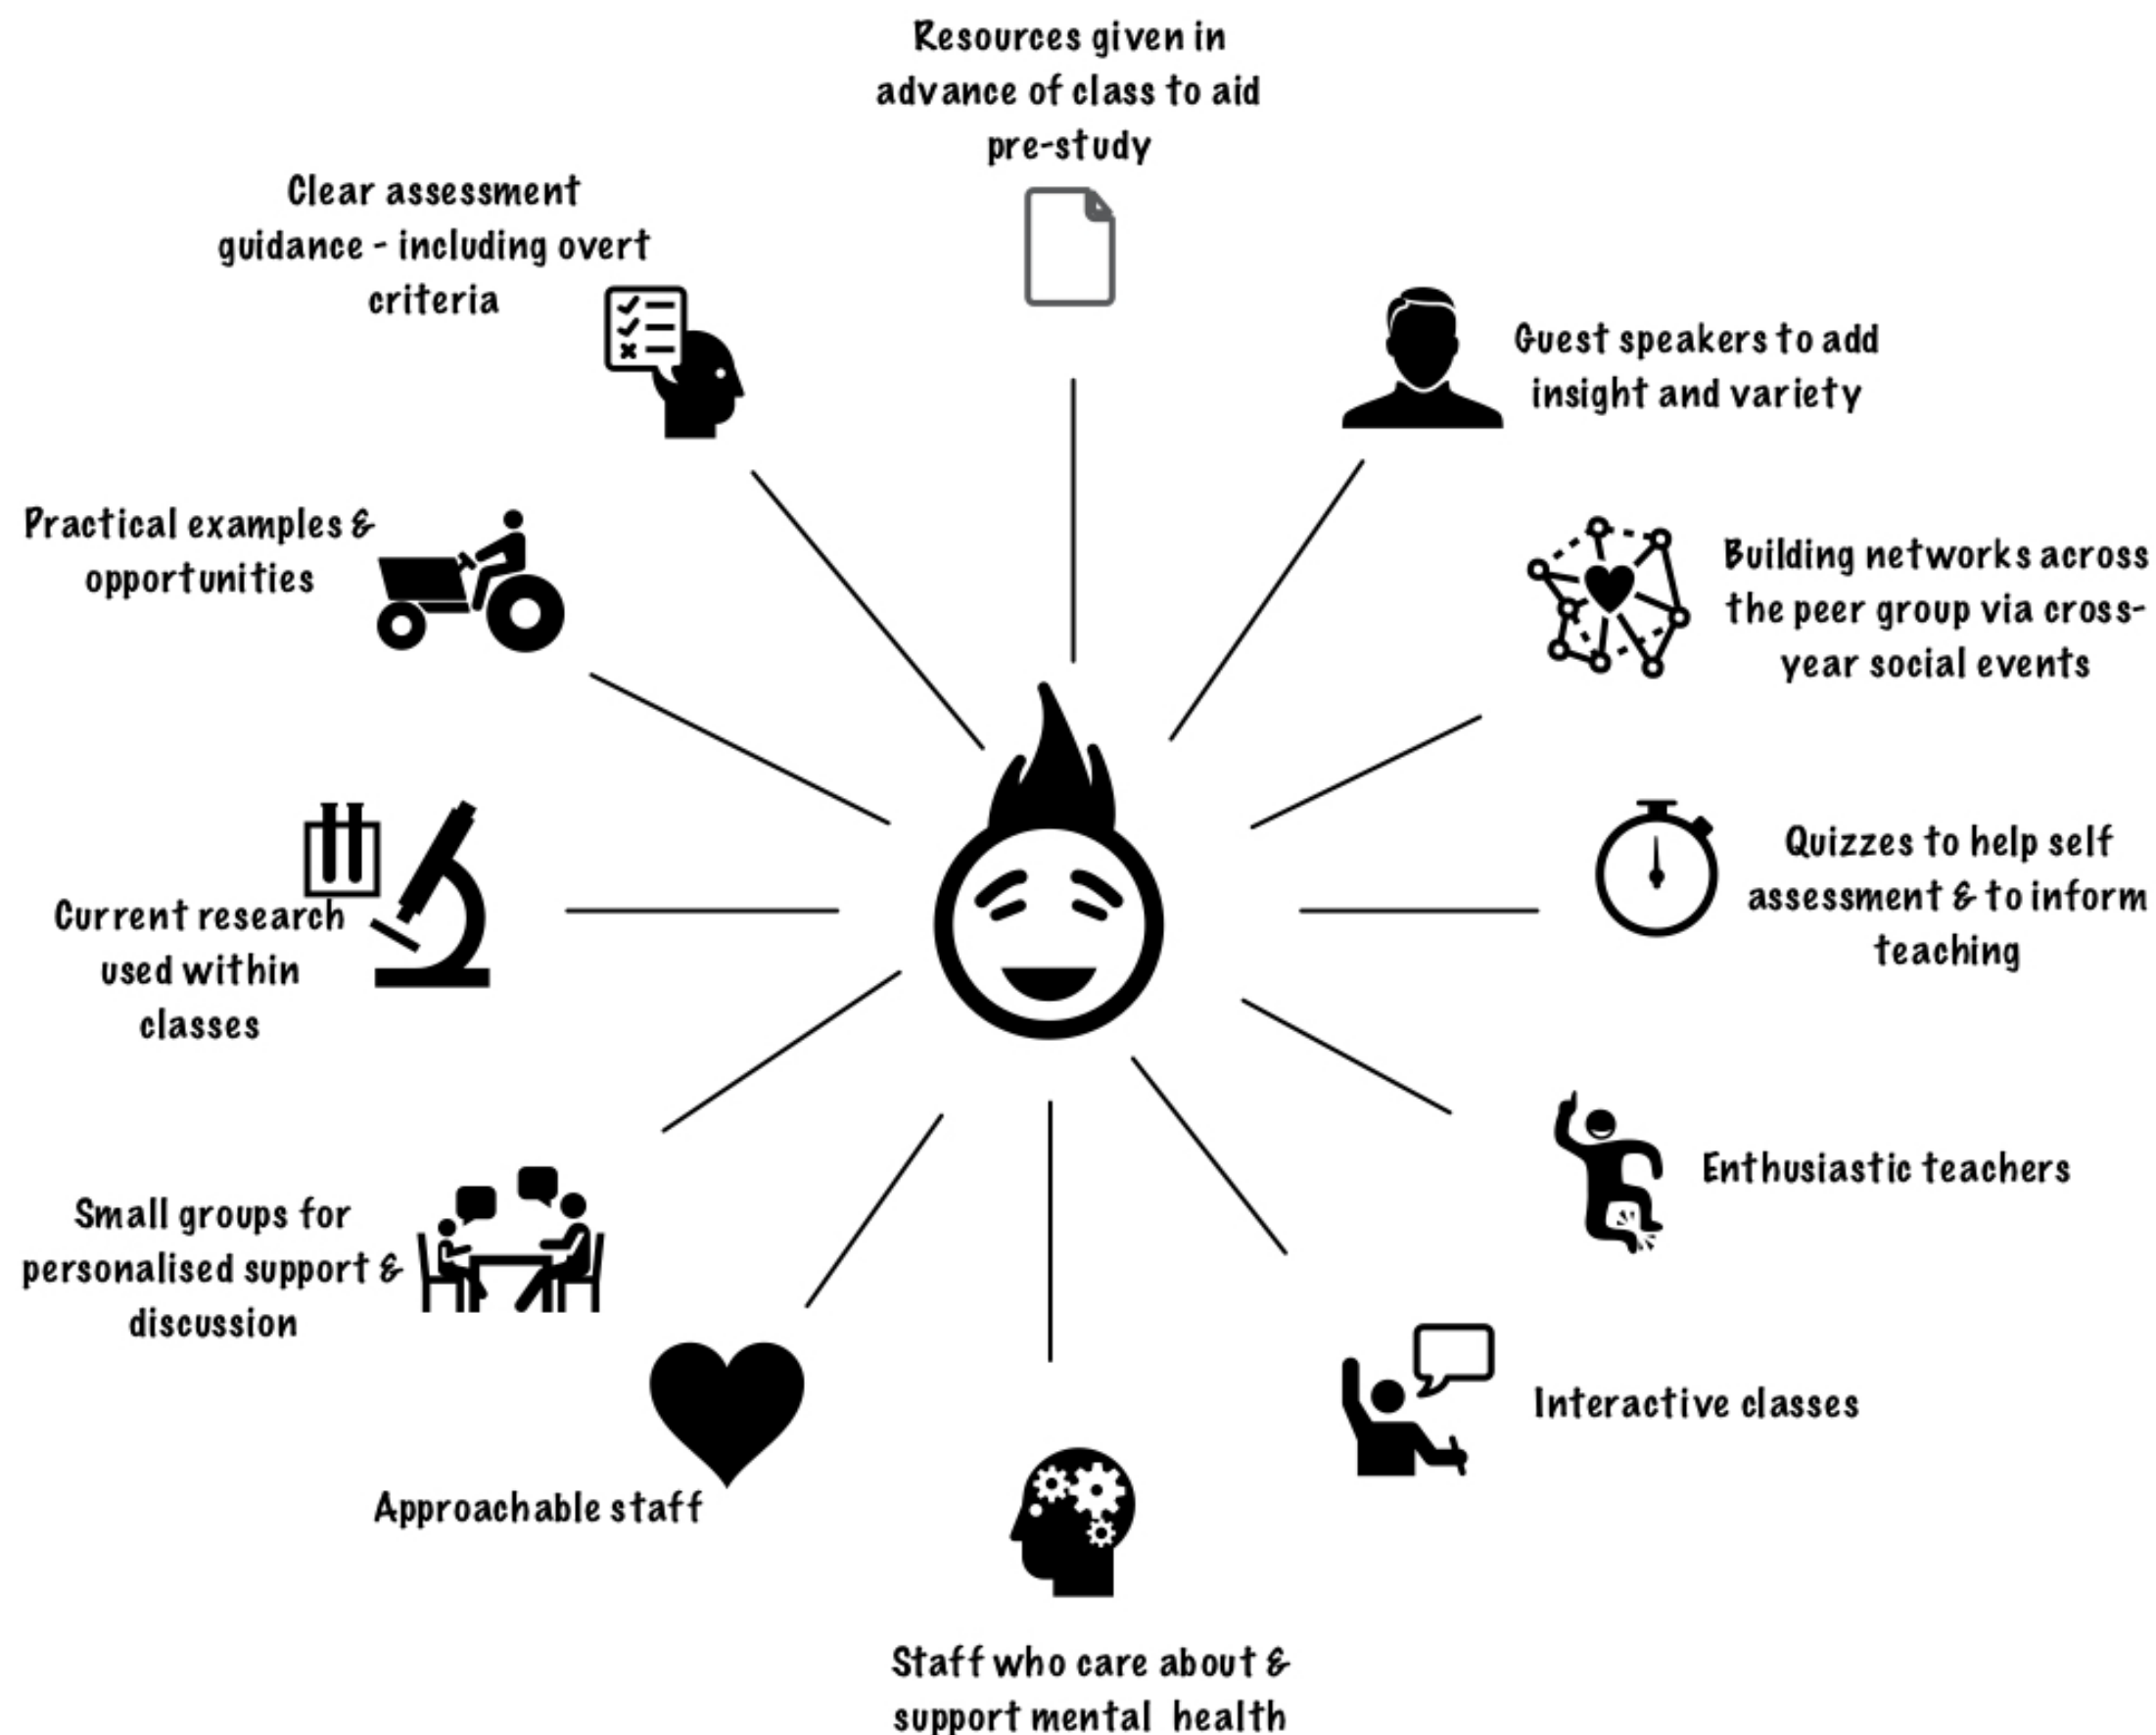 Resources given in
advance of class to aid
pre-study
Clear assessment
guidance - including overt
criteria
Guest speakers to add
insight and variety
Practical examples &
opportunities
Building networks across
the peer group via cross-
year social events
Quizzes to help self
assessment & to inform
teaching
Current research
used within
classes
Enthusiastic teachers
Small groups for
personalised support &
discussion
Interactive classes
Approachable staff
Staff who care about &
support mental health